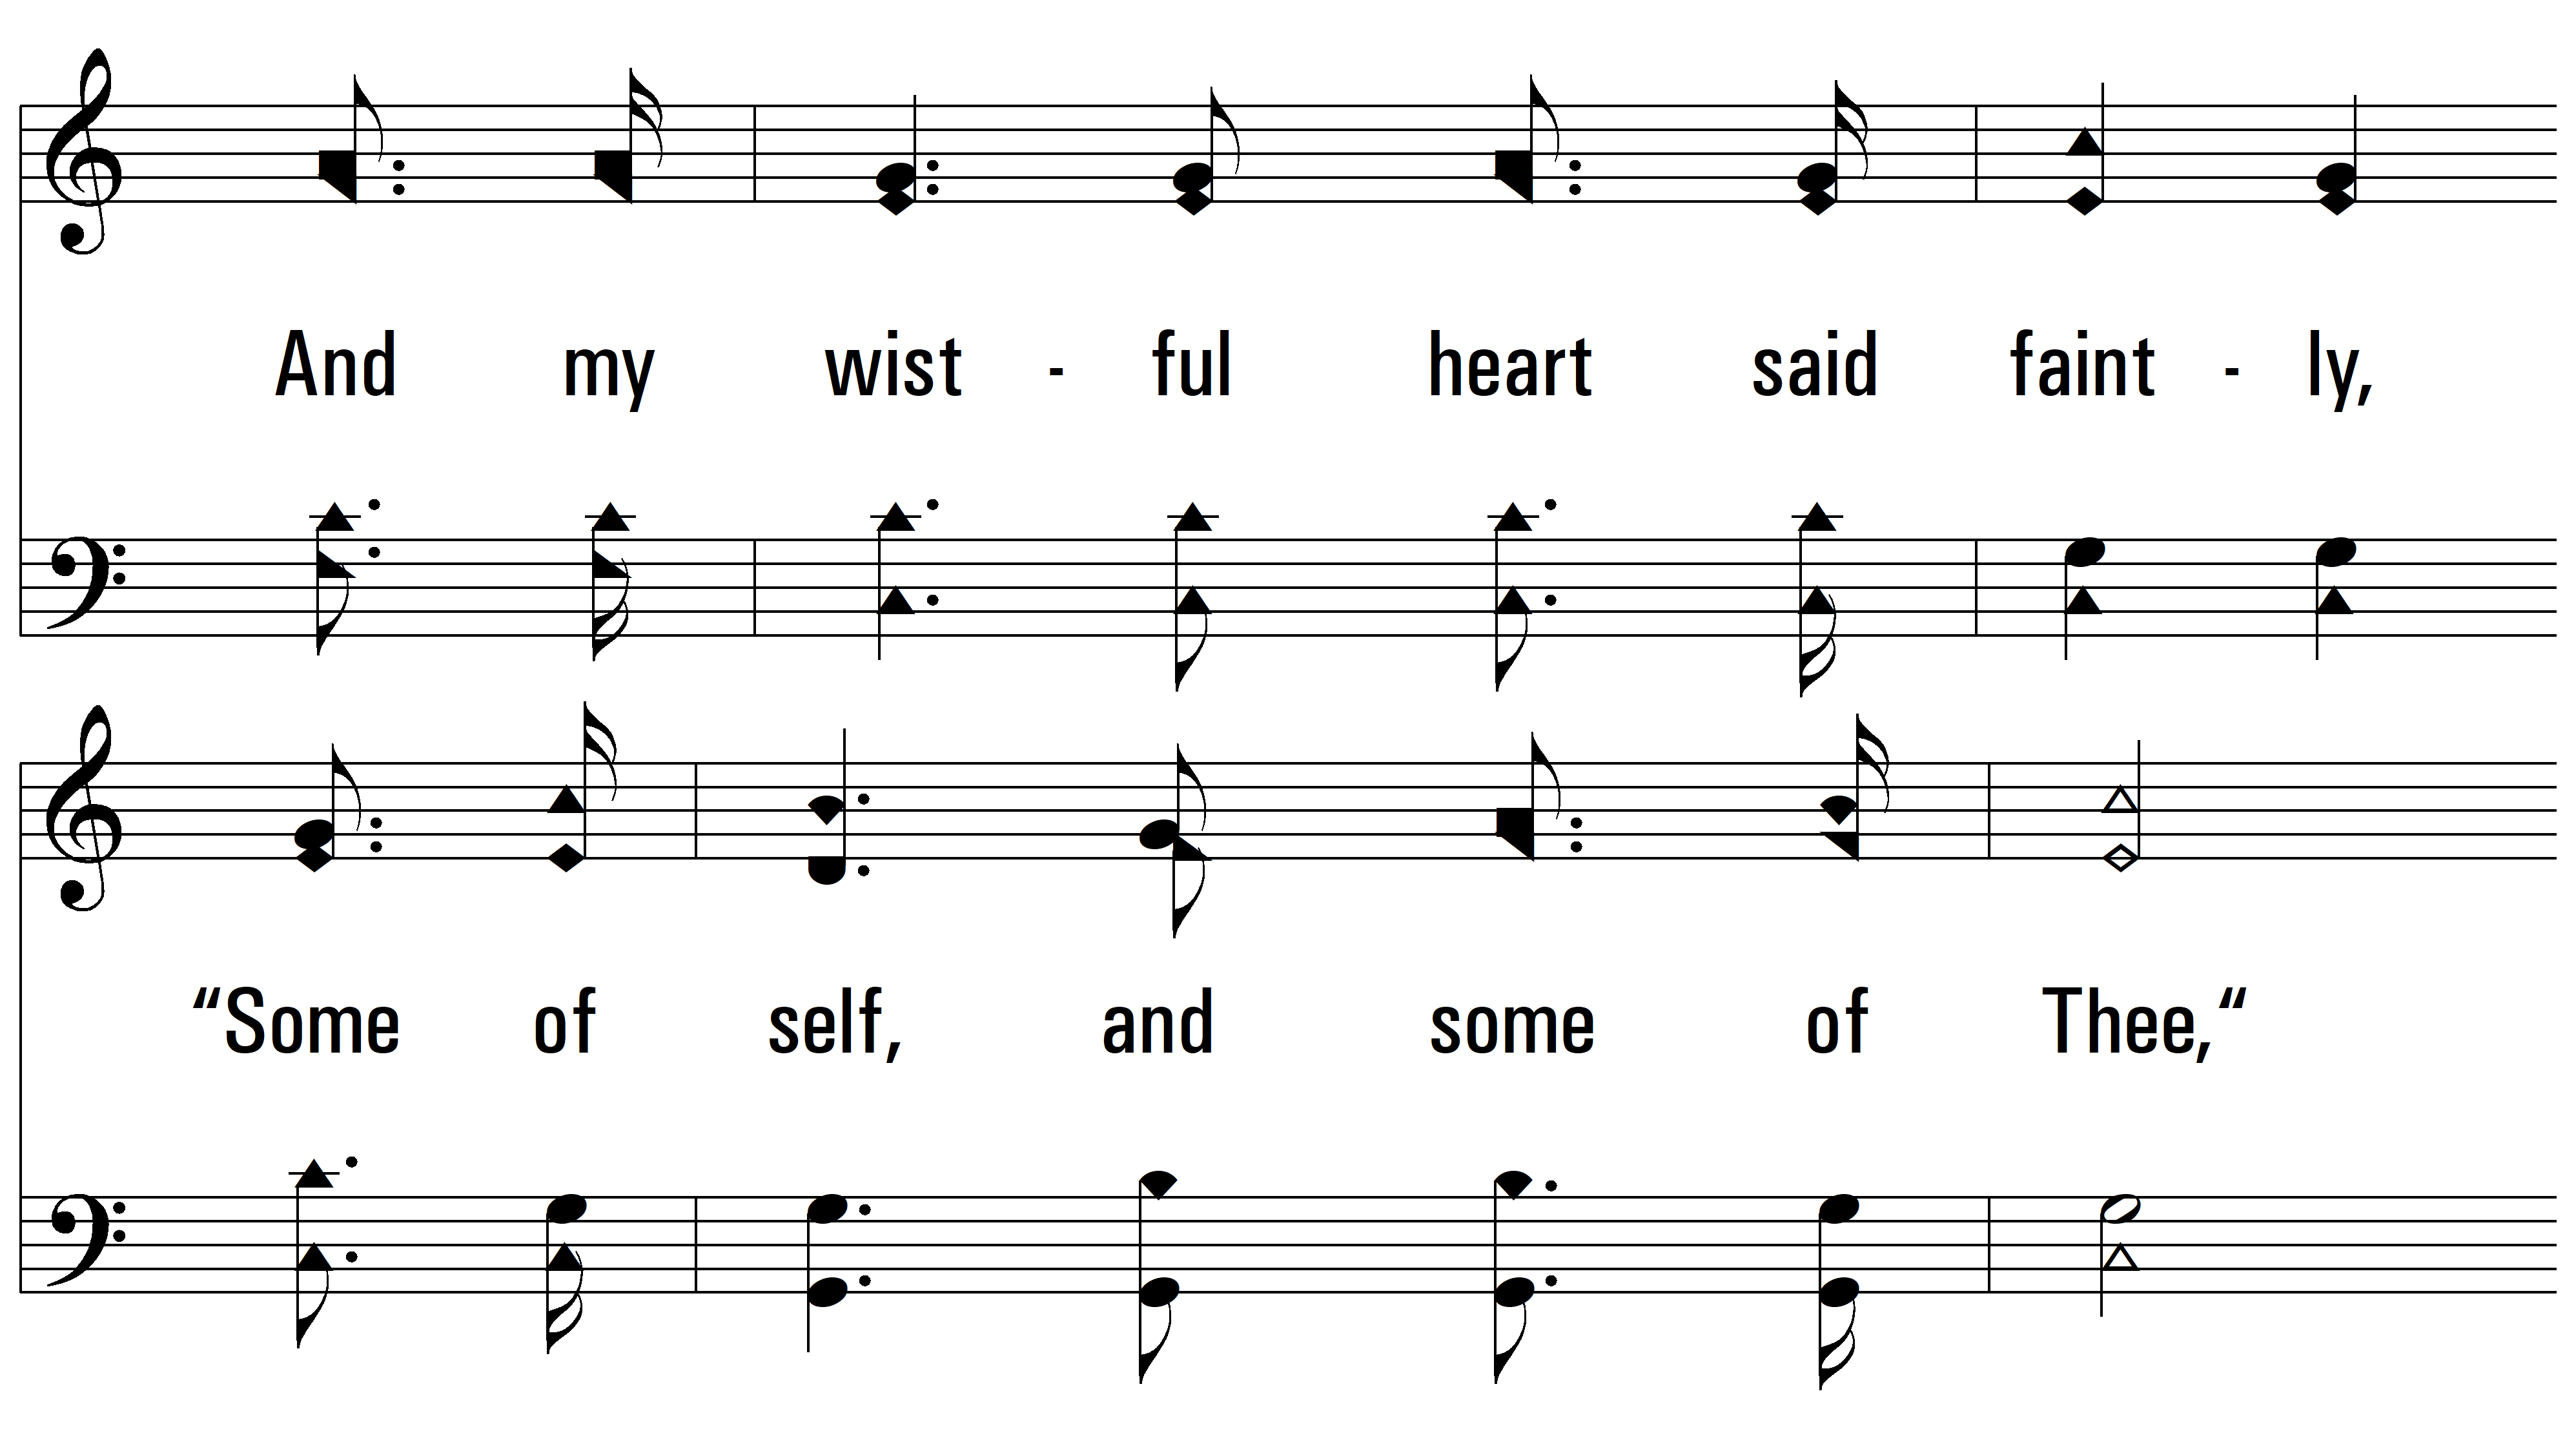 And my wist - ful heart said faint - ly,
“Some of self, and some of Thee,“